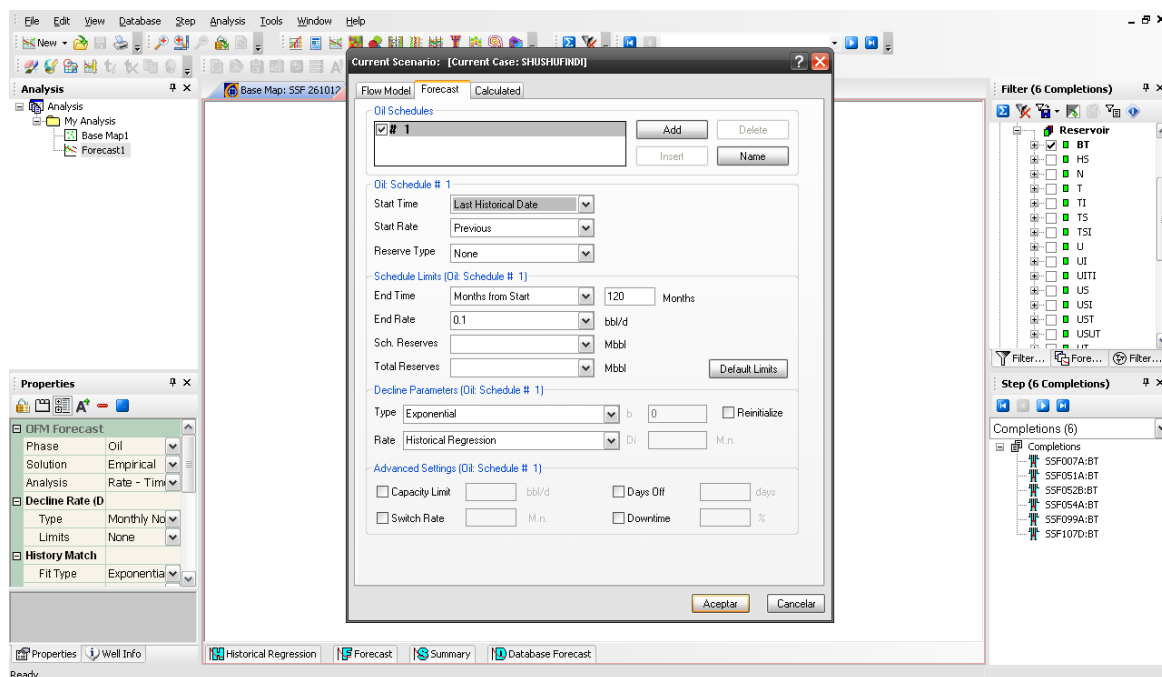 File Edit View Database Step Analysis Tools Window Help
New
Analysis
Analysis
My Analysis
Base Map1
Forecast1
Base Map: SSF 261012
Current Scenario: [Current Case: SHUSHUFINDI]
Flow Model Forecast Calculated
Oil Schedules
# 1
Add Delete
Insert Name
Oil: Schedule # 1
Start Time Last Historical Date
Start Rate Previous
Reserve Type None
Schedule Limits (Oil: Schedule # 1)
End Time Months from Start 120 Months
End Rate 0.1 bbl/d
Sch. Reserves Mbbl
Total Reserves Mbbl Default Limits
Decline Parameters (Oil: Schedule # 1)
Type Exponential b 0 Reinitialize
Rate Historical Regression Di M.n.
Advanced Settings (Oil: Schedule # 1)
Capacity Limit bbl/d Days Off days
Switch Rate M.n. Downtime %
Aceptar Cancelar
Filter (6 Completions)
Reservoir
BT
HS
N
T
TI
TS
TSI
U
UI
UITI
US
USI
UST
USUT
UT
Filter... Fore... Filter...
Step (6 Completions)
Completions (6)
Completions
SSF007A:BT
SSF051A:BT
SSF052B:BT
SSF054A:BT
SSF099A:BT
SSF107D:BT
Properties
OFM Forecast
Phase Oil
Solution Empirical
Analysis Rate - Tim
Decline Rate (D
Type Monthly No
Limits None
History Match
Fit Type Exponentia
Properties Well Info
Historical Regression Forecast Summary Database Forecast
Ready